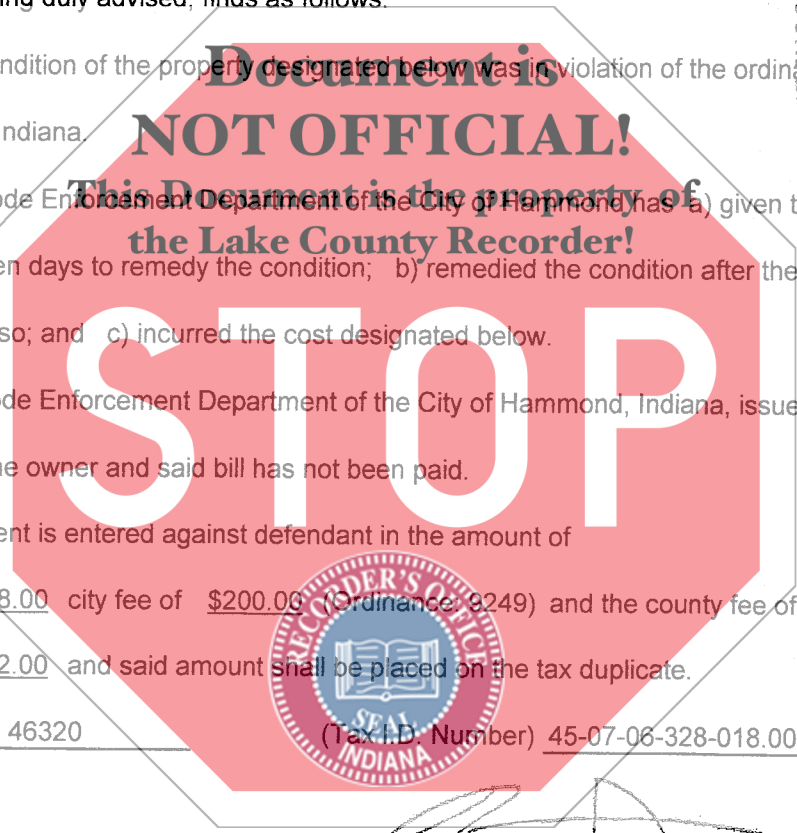 ing duly advised, finds as follows:
Document is
ndition of the property designated below was in violation of the ordin
NOT OFFICIAL!
ndiana.
This Document is the property of
ode Enforcement Department of the City of Hammond has a) given t
the Lake County Recorder!
en days to remedy the condition; b) remedied the condition after the
so; and c) incurred the cost designated below.
STOP
ode Enforcement Department of the City of Hammond, Indiana, issue
e owner and said bill has not been paid.
ent is entered against defendant in the amount of
8.00 city fee of $200.00 (Ordinance: 9249) and the county fee of
2.00 and said amount shall be placed on the tax duplicate.
RECORDER'S OFFICE
SEAL
INDIANA
46320 (Tax I.D. Number) 45-07-06-328-018.00